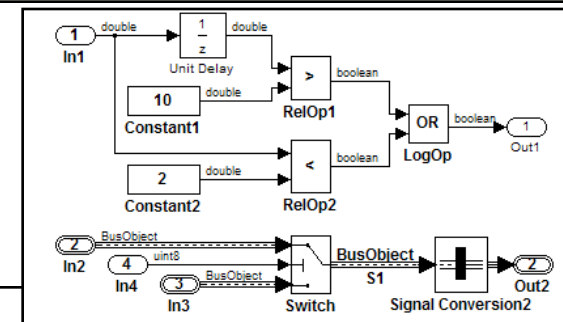 1
In1
double
1
z
Unit Delay
double
10
Constant1
double
>
RelOp1
boolean
OR
LogOp
boolean
1
Out1
2
Constant2
double
<
RelOp2
boolean
2
In2
BusObject
4
In4
uint8
3
In3
BusObject
Switch
BusObject
S1
Signal Conversion2
2
Out2